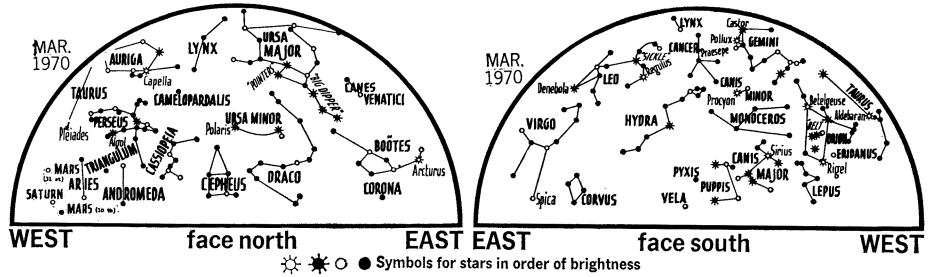 MAR.
1970
URSA
MAJOR
LYNX
AURIGA
Capella
POINTERS
BIG DIPPER
CANES
VENATICI
TAURUS
CAMELOPARDALIS
PERSEUS
Algol
Pleiades
Polaris
URSA MINOR
TRIANGULUM
CASSIOPEIA
BOÖTES
Arcturus
MARS
ARIES
SATURN
ANDROMEDA
CEPHEUS
DRACO
CORONA
MARS
WEST face north EAST
MAR.
1970
LYNX
Castor
Pollux
GEMINI
CANCER
Praesepe
SICKLE
Regulus
LEO
Denebola
CANIS
MINOR
Procyon
TAURUS
Betelgeuse
Aldebaran
MONOCEROS
HYDRA
VIRGO
BELT
ORION
ERIDANUS
Rigel
CANIS
MAJOR
Sirius
PYXIS
PUPPIS
LEPUS
VELA
Spica
CORVUS
EAST face south WEST
Symbols for stars in order of brightness